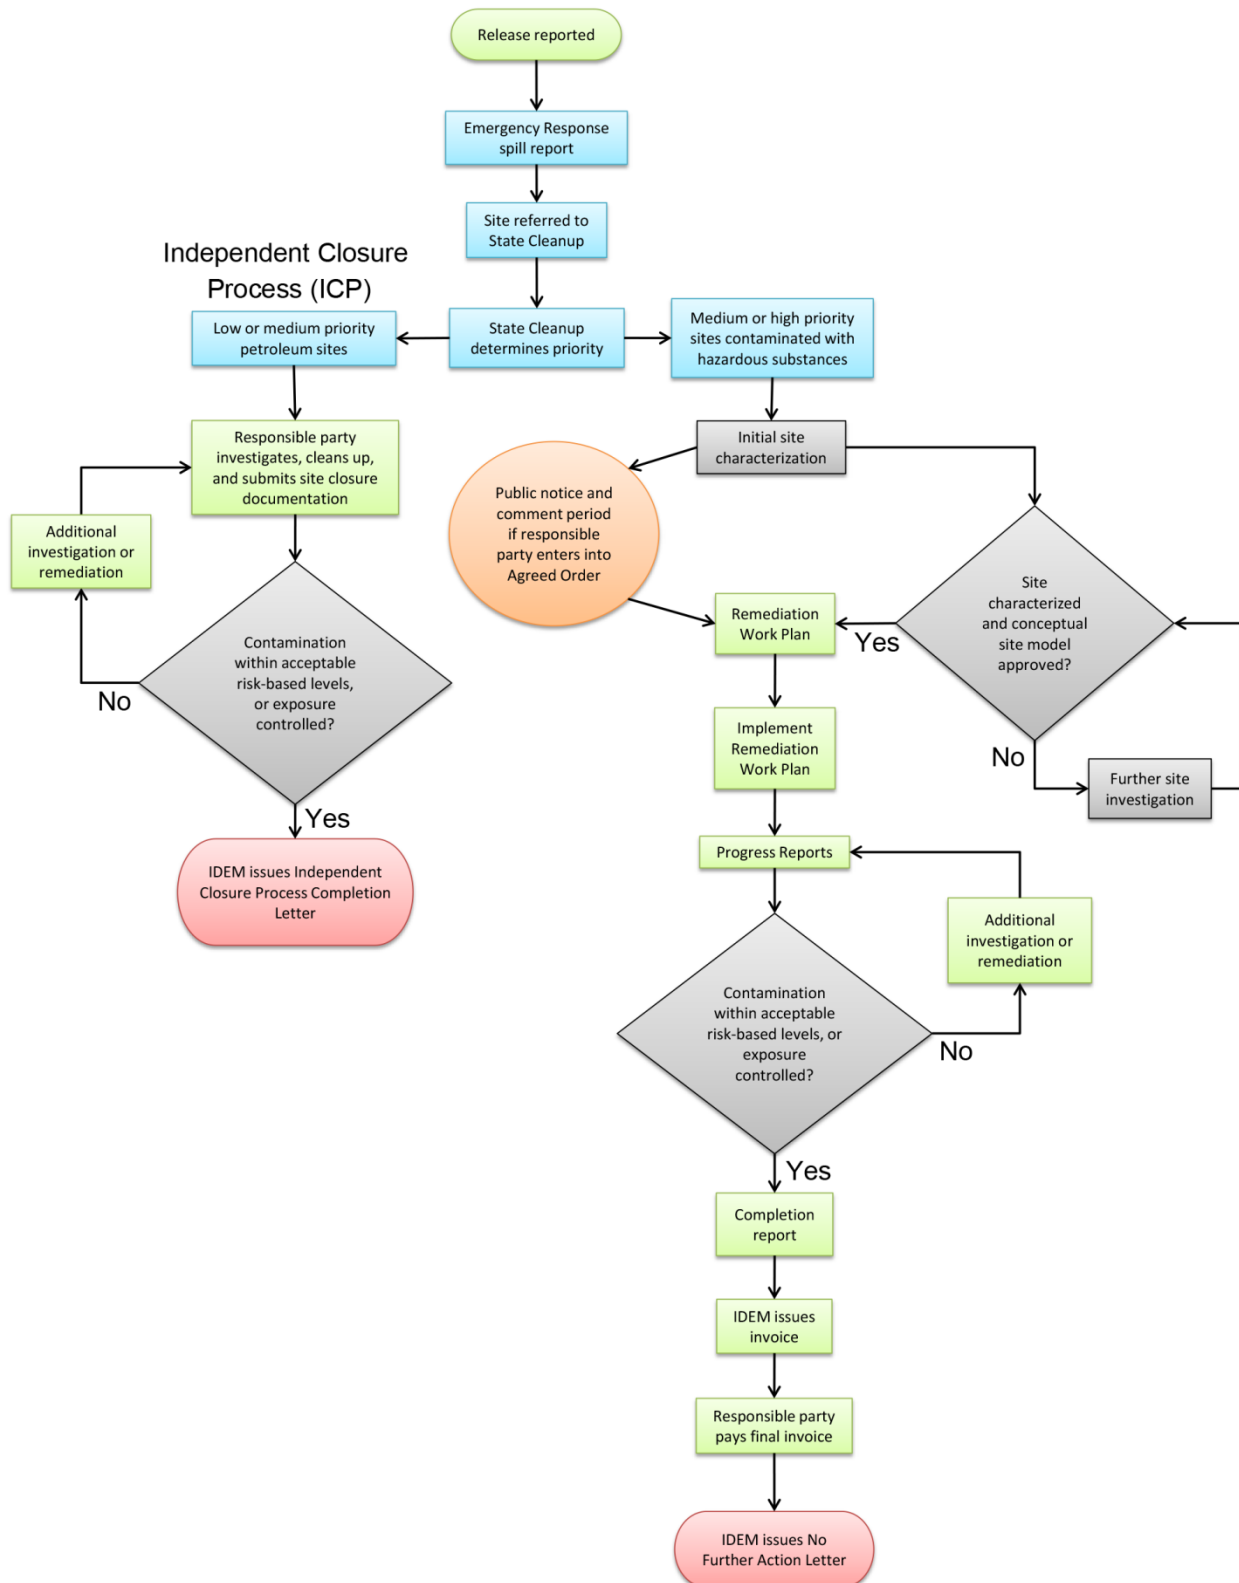 Release reported
Emergency Response
spill report
Site referred to
State Cleanup
Independent Closure
Process (ICP)
Low or medium priority
petroleum sites
State Cleanup
determines priority
Medium or high priority
sites contaminated with
hazardous substances
Responsible party
investigates, cleans up,
and submits site closure
documentation
Initial site
characterization
Public notice and
comment period
if responsible
party enters into
Agreed Order
Additional
investigation or
remediation
Site
characterized
and conceptual
site model
approved?
Remediation
Work Plan
Yes
Contamination
within acceptable
risk-based levels,
or exposure
controlled?
No
Implement
Remediation
Work Plan
No
Further site
investigation
Yes
IDEM issues Independent
Closure Process Completion
Letter
Progress Reports
Additional
investigation or
remediation
Contamination
within acceptable
risk-based levels, or
exposure
controlled?
No
Yes
Completion
report
IDEM issues
invoice
Responsible party
pays final invoice
IDEM issues No
Further Action Letter